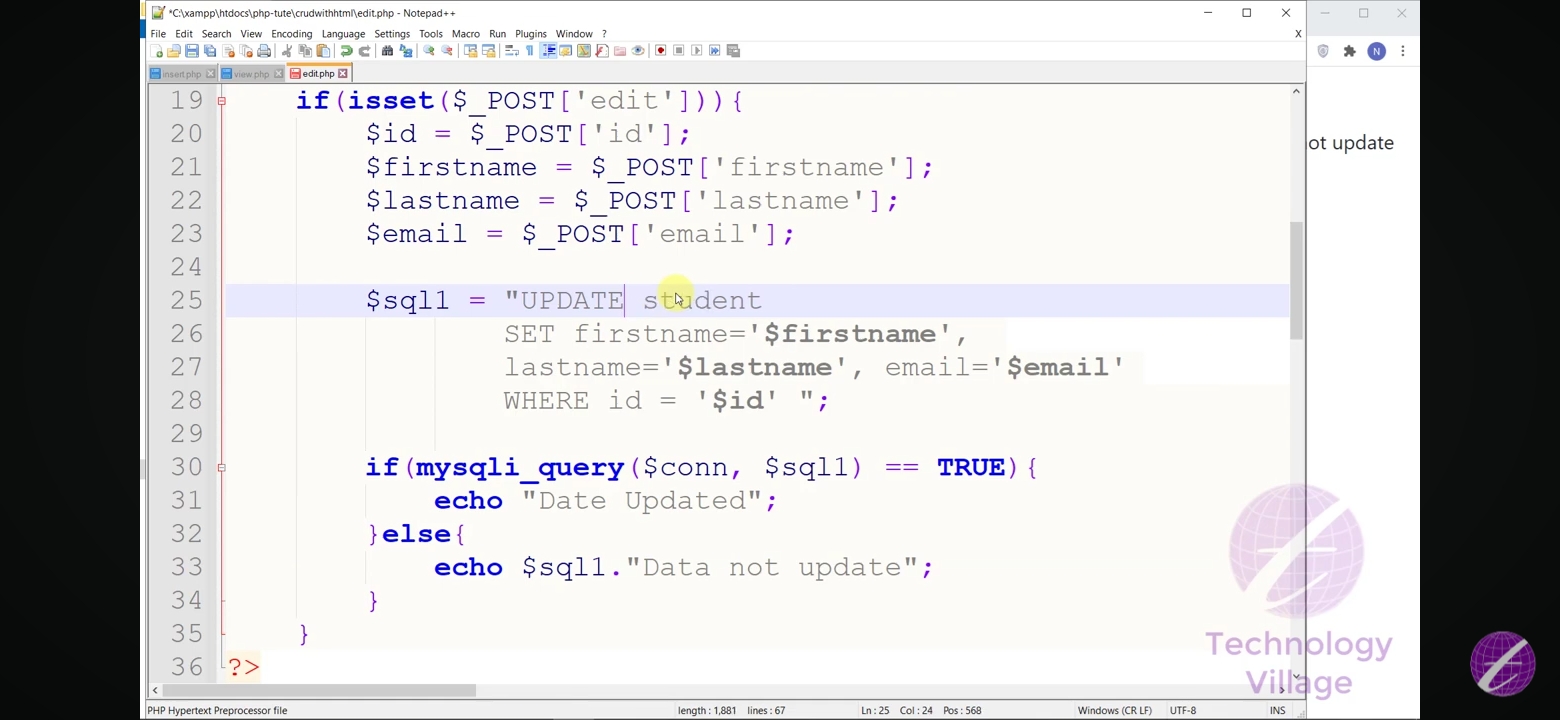 *C:\xampp\htdocs\php-tute\crudwithhtml\edit.php - Notepad++
File Edit Search View Encoding Language Settings Tools Macro Run Plugins Window ? X
N
insert.php view.php edit.php
19 if(isset($_POST['edit'])){
20 $id = $_POST['id'];
ot update
21 $firstname = $_POST['firstname'];
22 $lastname = $_POST['lastname'];
23 $email = $_POST['email'];
24
25 $sql1 = "UPDATE student
26 SET firstname='$firstname',
27 lastname='$lastname', email='$email'
28 WHERE id = '$id' ";
29
30 if(mysqli_query($conn, $sql1) == TRUE){
31 echo "Date Updated";
32 }else{
33 echo $sql1."Data not update";
34 }
35 }
36 ?>
Technology
Village
PHP Hypertext Preprocessor file length : 1,881 lines : 67 Ln : 25 Col : 24 Pos : 568 Windows (CR LF) UTF-8 INS